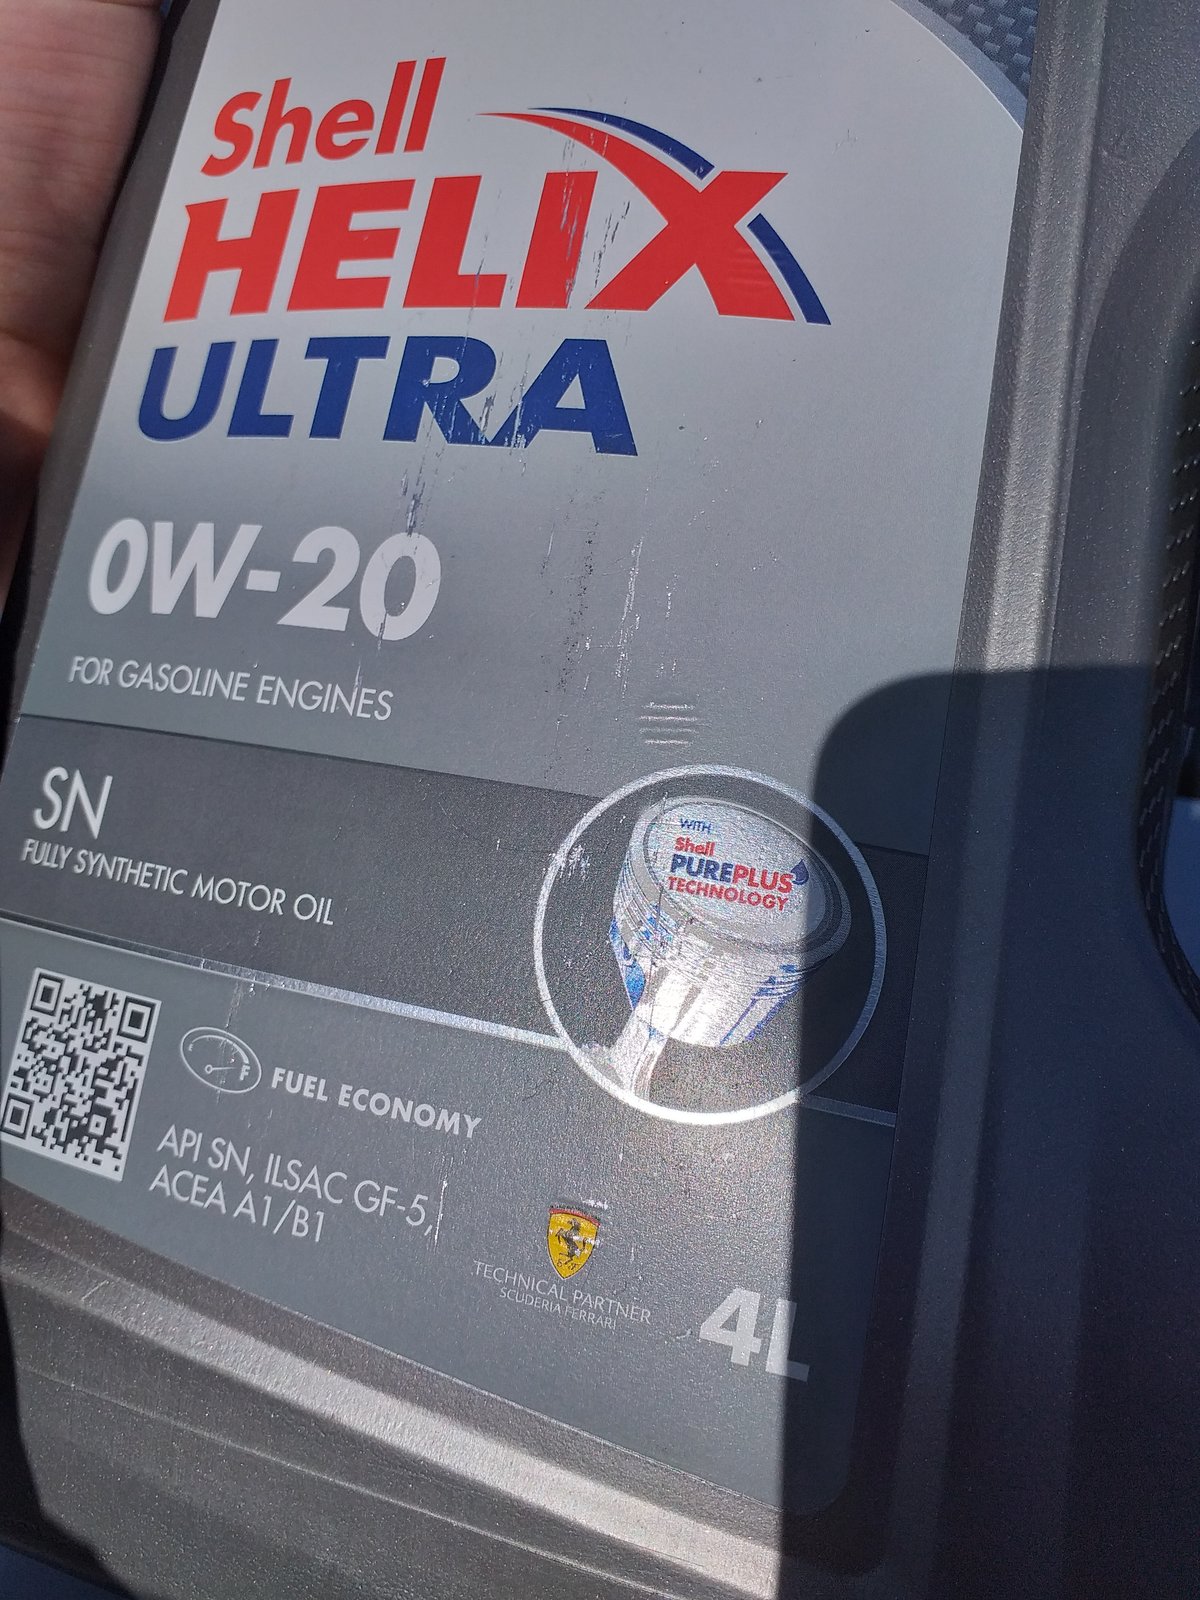 Shell
HELIX
ULTRA
0W-20
FOR GASOLINE ENGINES
SN
FULLY SYNTHETIC MOTOR OIL
WITH
Shell
PUREPLUS
TECHNOLOGY
F
FUEL ECONOMY
API SN, ILSAC GF-5,
ACEA A1/B1
TECHNICAL PARTNER
SCUDERIA FERRARI
4L